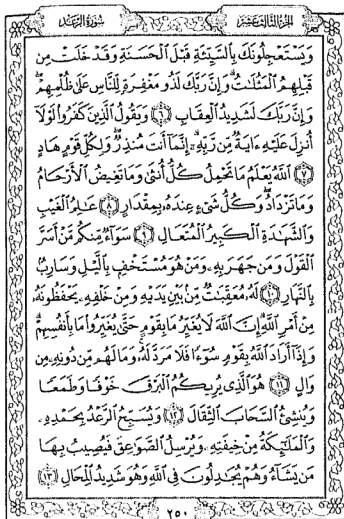 الجزء الثالث عشر
سورة الرعد
وَيَسْتَعْجِلُونَكَ بِالسَّيِّئَةِ قَبْلَ الْحَسَنَةِ وَقَدْ خَلَتْ مِن
قَبْلِهِمُ الْمَثُلَاتُ وَإِنَّ رَبَّكَ لَذُو مَغْفِرَةٍ لِّلنَّاسِ عَلَىٰ ظُلْمِهِمْ
وَإِنَّ رَبَّكَ لَشَدِيدُ الْعِقَابِ ٦ وَيَقُولُ الَّذِينَ كَفَرُوا لَوْلَا
أُنزِلَ عَلَيْهِ ءَايَةٌ مِّن رَّبِّهِ إِنَّمَا أَنتَ مُنذِرٌ وَلِكُلِّ قَوْمٍ هَادٍ
٧ اللَّهُ يَعْلَمُ مَا تَحْمِلُ كُلُّ أُنثَىٰ وَمَا تَغِيضُ الْأَرْحَامُ
وَمَا تَزْدَادُ وَكُلُّ شَىْءٍ عِندَهُ بِمِقْدَارٍ ٨ عَالِمُ الْغَيْبِ
وَالشَّهَادَةِ الْكَبِيرُ الْمُتَعَالِ ٩ سَوَاءٌ مِّنكُم مَّنْ أَسَرَّ
الْقَوْلَ وَمَن جَهَرَ بِهِ وَمَنْ هُوَ مُسْتَخْفٍ بِالَّيْلِ وَسَارِبٌ
بِالنَّهَارِ ١٠ لَهُ مُعَقِّبَاتٌ مِّن بَيْنِ يَدَيْهِ وَمِنْ خَلْفِهِ يَحْفَظُونَهُ
مِنْ أَمْرِ اللَّهِ إِنَّ اللَّهَ لَا يُغَيِّرُ مَا بِقَوْمٍ حَتَّىٰ يُغَيِّرُوا مَا بِأَنفُسِهِمْ
وَإِذَا أَرَادَ اللَّهُ بِقَوْمٍ سُوءًا فَلَا مَرَدَّ لَهُ وَمَا لَهُم مِّن دُونِهِ مِن
وَالٍ ١١ هُوَ الَّذِى يُرِيكُمُ الْبَرْقَ خَوْفًا وَطَمَعًا
وَيُنشِئُ السَّحَابَ الثِّقَالَ ١٢ وَيُسَبِّحُ الرَّعْدُ بِحَمْدِهِ
وَالْمَلَائِكَةُ مِنْ خِيفَتِهِ وَيُرْسِلُ الصَّوَاعِقَ فَيُصِيبُ بِهَا
مَن يَشَاءُ وَهُمْ يُجَادِلُونَ فِى اللَّهِ وَهُوَ شَدِيدُ الْمِحَالِ ١٣
٢٥٠